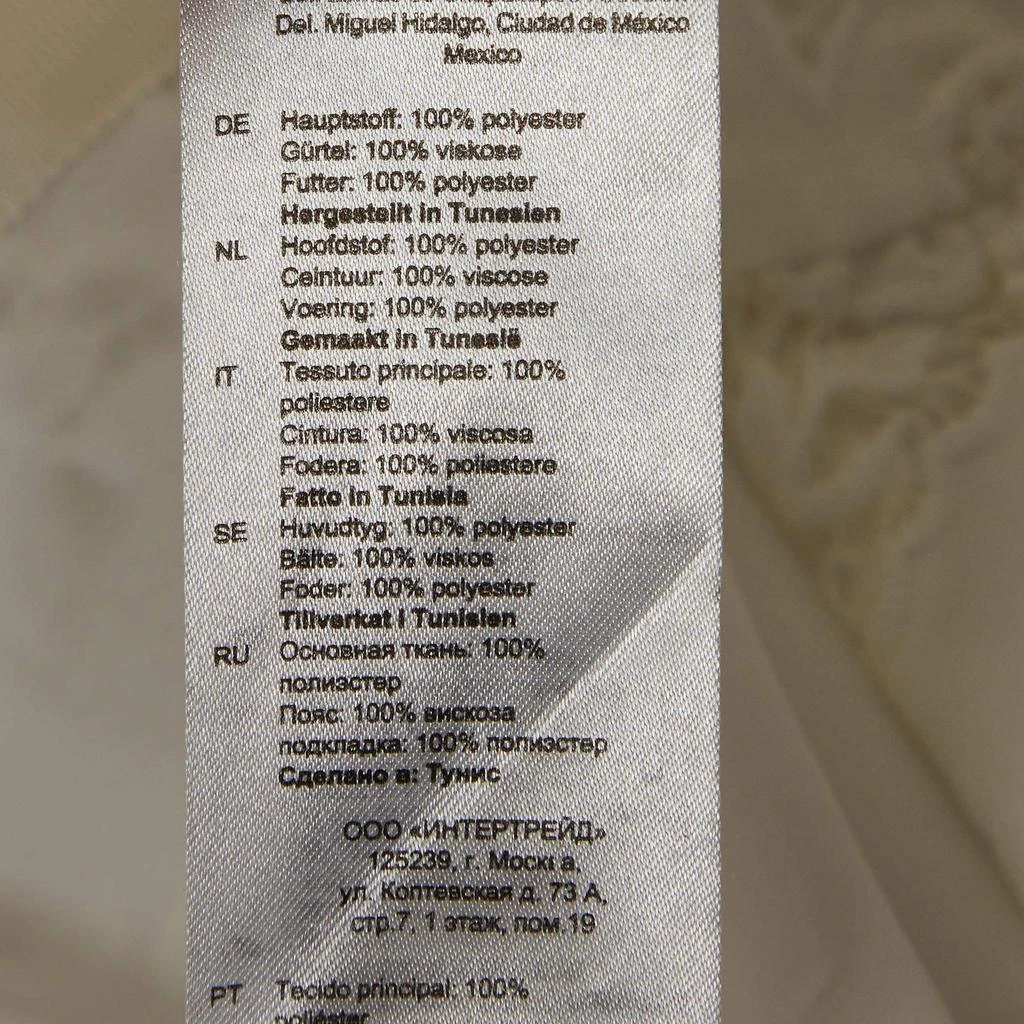 Del. Miguel Hidalgo, Ciudad de México
Mexico
DE Hauptstoff: 100% polyester
Gürtel: 100% viskose
Futter: 100% polyester
Hergestellt in Tunesien
NL Hoofdstof: 100% polyester
Ceintuur: 100% viscose
Voering: 100% polyester
Gemaakt in Tunesië
IT Tessuto principale: 100%
poliestere
Cintura: 100% viscosa
Fodera: 100% poliestere
Fatto in Tunisia
SE Huvudtyg: 100% polyester
Bälte: 100% viskos
Foder: 100% polyester
Tillverkat i Tunisien
RU Основная ткань: 100%
полиэстер
Пояс: 100% вискоза
подкладка: 100% полиэстер
Сделано в: Тунис
ООО «ИНТЕРТРЕЙД»
125239, г. Москва,
ул. Коптевская д. 73 А,
стр.7, 1 этаж, пом.19
PT Tecido principal: 100%
poliéster